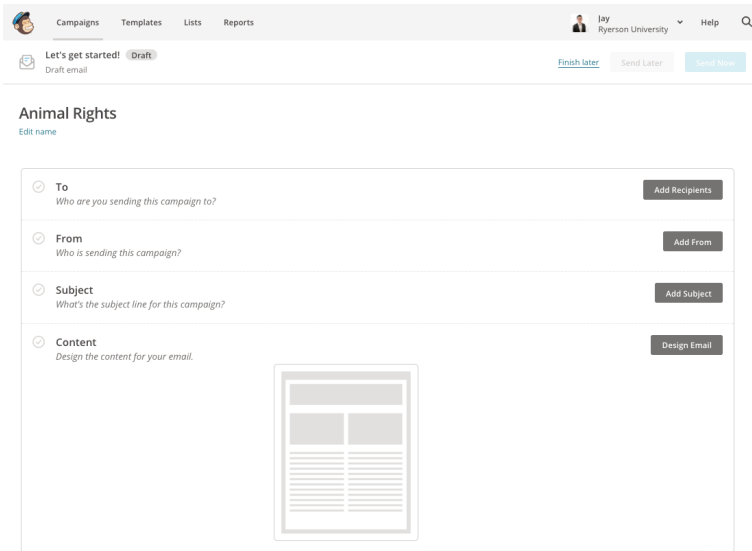 Campaigns Templates Lists Reports
Jay
Ryerson University
Help
Let's get started! Draft
Draft email
Finish later Send Later Send Now
Animal Rights
Edit name
To
Who are you sending this campaign to?
Add Recipients
From
Who is sending this campaign?
Add From
Subject
What's the subject line for this campaign?
Add Subject
Content
Design the content for your email.
Design Email